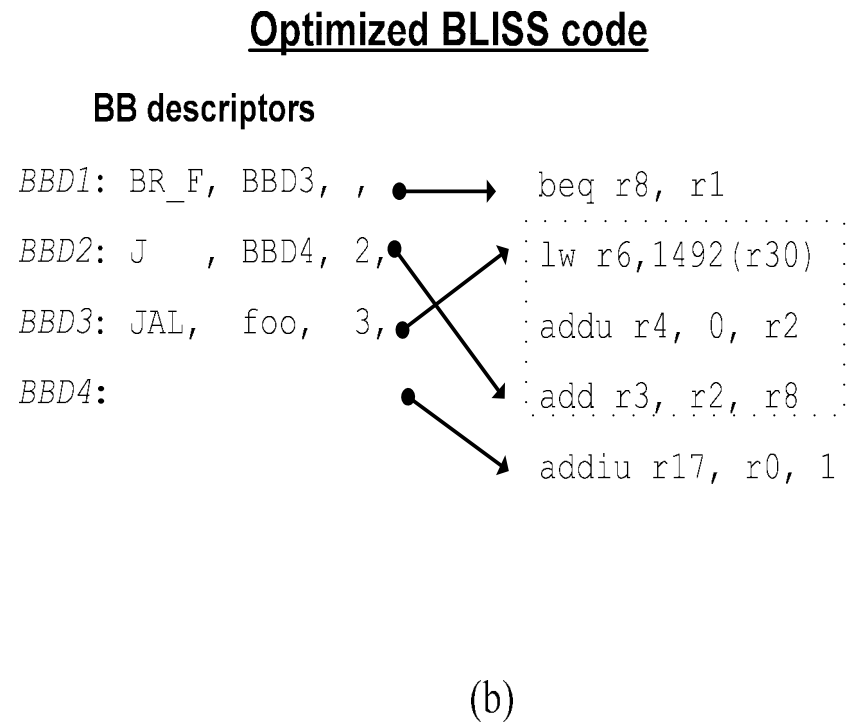 Optimized BLISS code
BB descriptors
BBD1: BR_F, BBD3, , beq r8, r1
BBD2: J , BBD4, 2, lw r6,1492(r30)
BBD3: JAL, foo, 3, addu r4, 0, r2
BBD4: add r3, r2, r8
addiu r17, r0, 1
(b)